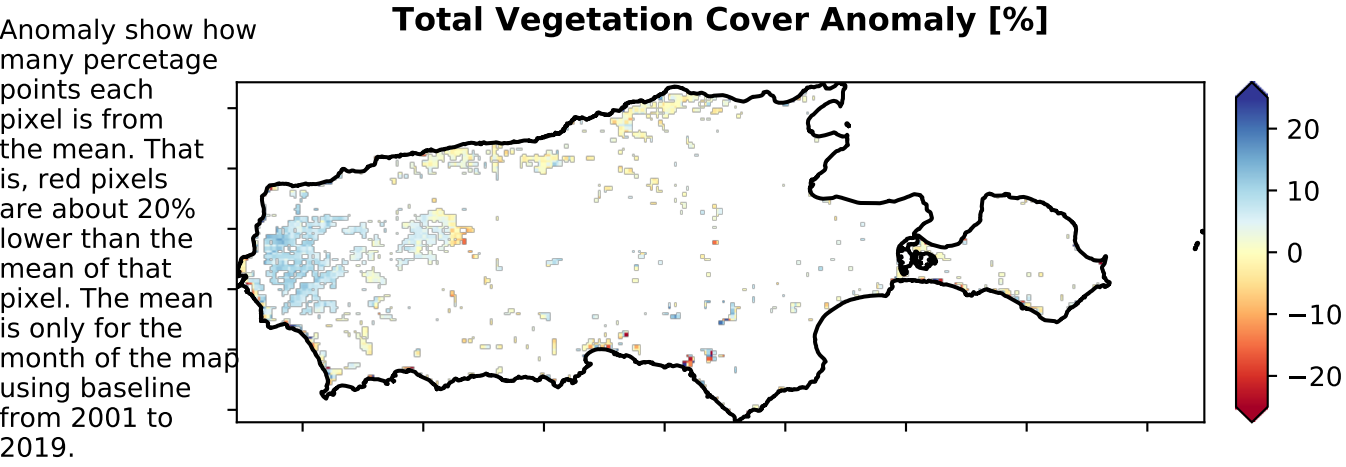 Total Vegetation Cover Anomaly [%]
Anomaly show how
many percetage
points each
pixel is from
the mean. That
is, red pixels
are about 20%
lower than the
mean of that
pixel. The mean
is only for the
month of the map
using baseline
from 2001 to
2019.
20
10
0
−10
−20